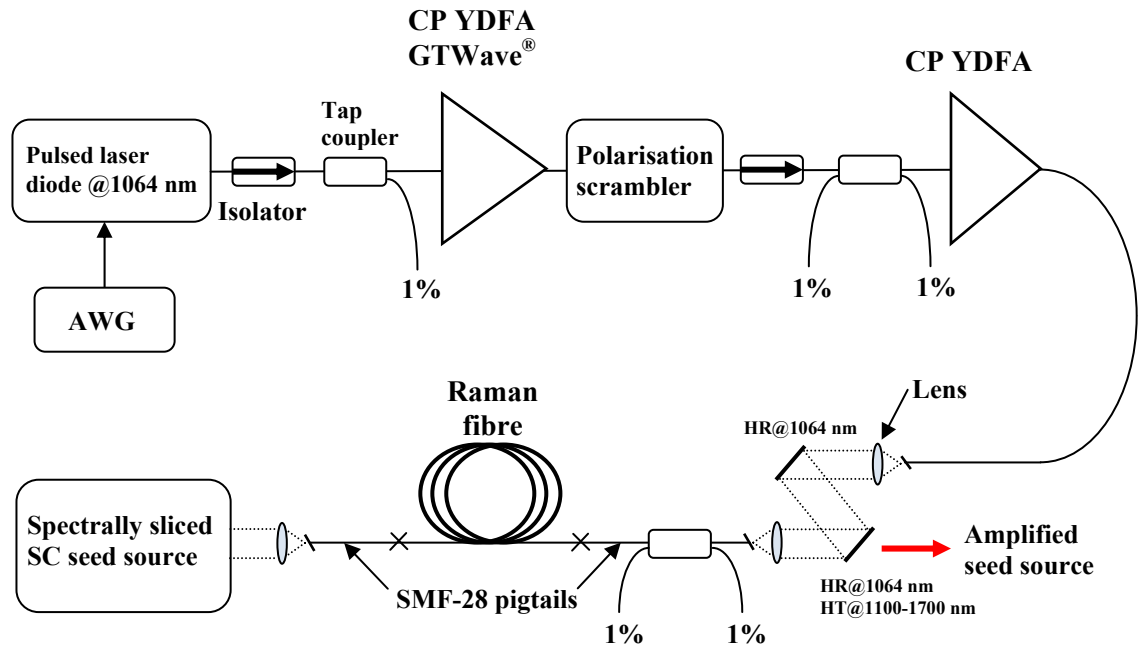 CP YDFA
GTWave®
CP YDFA
Tap
coupler
Pulsed laser
diode @1064 nm
Isolator
Polarisation
scrambler
1%
1%
1%
AWG
Raman
fibre
Lens
HR@1064 nm
Spectrally sliced
SC seed source
Amplified
seed source
SMF-28 pigtails
HR@1064 nm
HT@1100-1700 nm
1%
1%